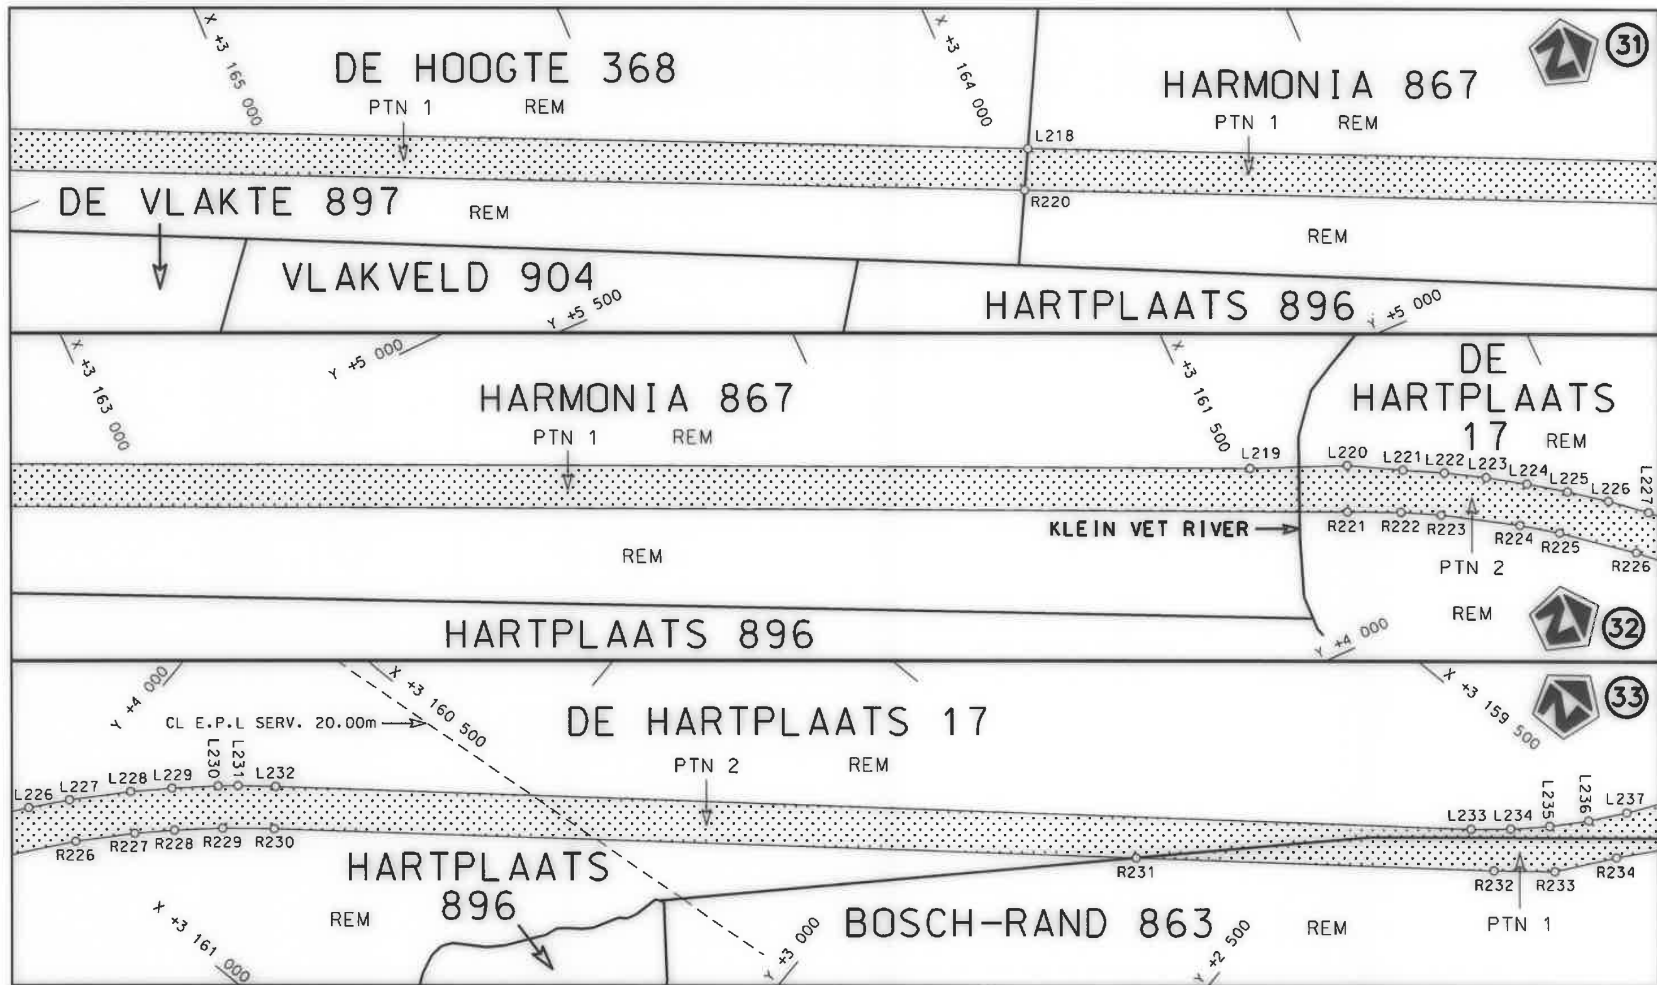 X +3 165 000
DE HOOGTE 368
PTN 1 REM
X +3 164 000
HARMONIA 867
PTN 1 REM
31
L218
R220
DE VLAKTE 897
REM
REM
VLAKVELD 904
Y +5 500
HARTPLAATS 896
Y +5 000
X +3 163 000
Y +5 000
HARMONIA 867
PTN 1 REM
X +3 161 500
DE
HARTPLAATS
17 REM
L219
L220
L221
L222
L223
L224
L225
L226
L227
KLEIN VET RIVER
R221
R222
R223
R224
R225
R226
REM
PTN 2
REM
HARTPLAATS 896
Y +4 000
32
Y +4 000
CL E.P.L SERV. 20.00m
X +3 160 500
DE HARTPLAATS 17
PTN 2 REM
X +3 159 500
33
L226
L227
L228
L229
L230
L231
L232
L233
L234
L235
L236
L237
R226
R227
R228
R229
R230
R231
R232
R233
R234
HARTPLAATS
896
REM
X +3 161 000
BOSCH-RAND 863
REM
PTN 1
Y +3 000
Y +2 500